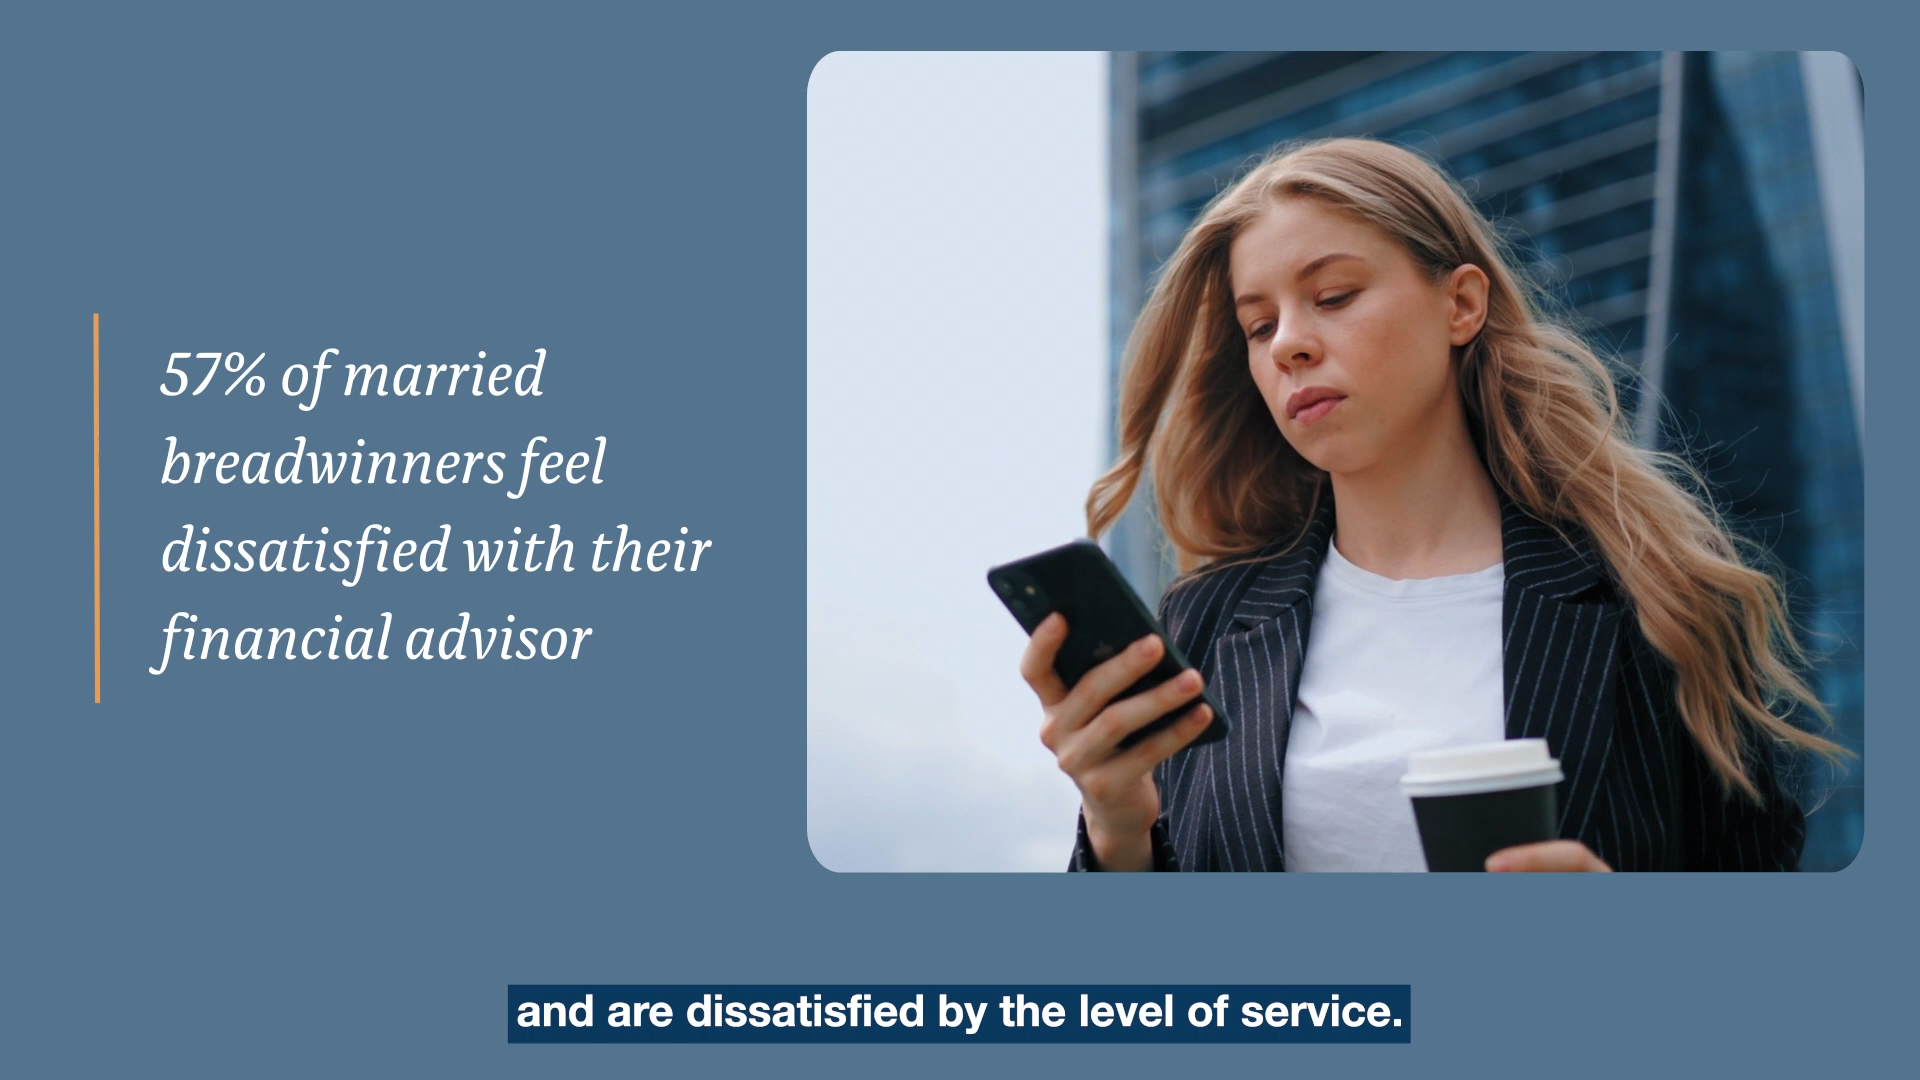 57% of married
breadwinners feel
dissatisfied with their
financial advisor
and are dissatisfied by the level of service.